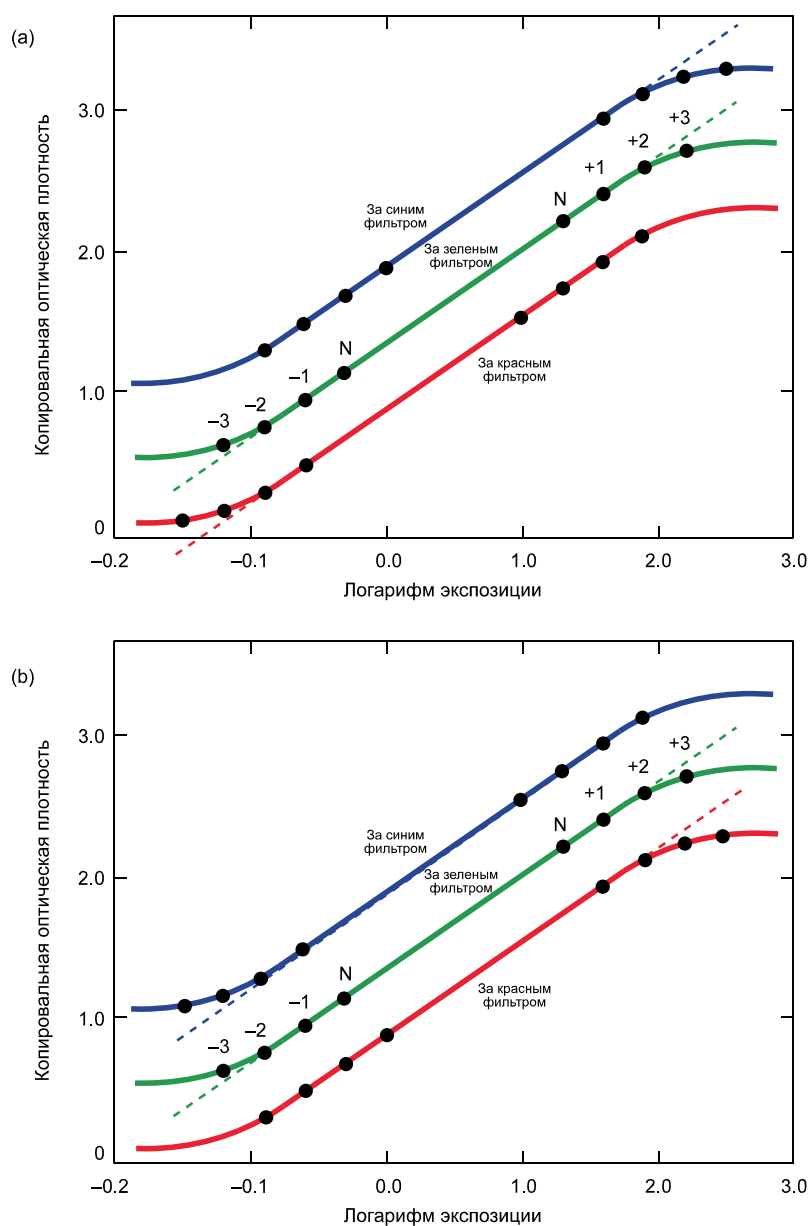 (a)
Копировальная оптическая плотность
3.0
2.0
1.0
0
+3
+2
+1
N
За синим
фильтром
За зеленым
фильтром
За красным
фильтром
N
–1
–2
–3
–0.2
–0.1
0.0
1.0
2.0
3.0
Логарифм экспозиции
(b)
Копировальная оптическая плотность
3.0
2.0
1.0
0
+3
+2
+1
N
За синим
фильтром
За зеленым
фильтром
За красным
фильтром
N
–1
–2
–3
–0.2
–0.1
0.0
1.0
2.0
3.0
Логарифм экспозиции